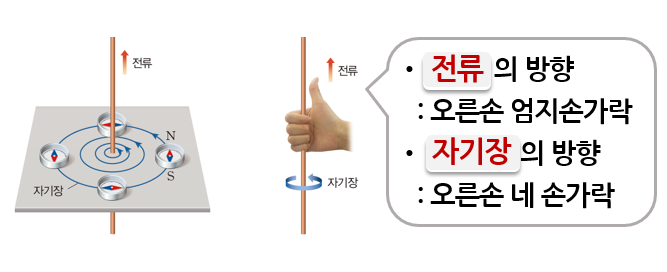 전류
N
S
자기장
전류
자기장
• 전류의 방향
: 오른손 엄지손가락
• 자기장의 방향
: 오른손 네 손가락